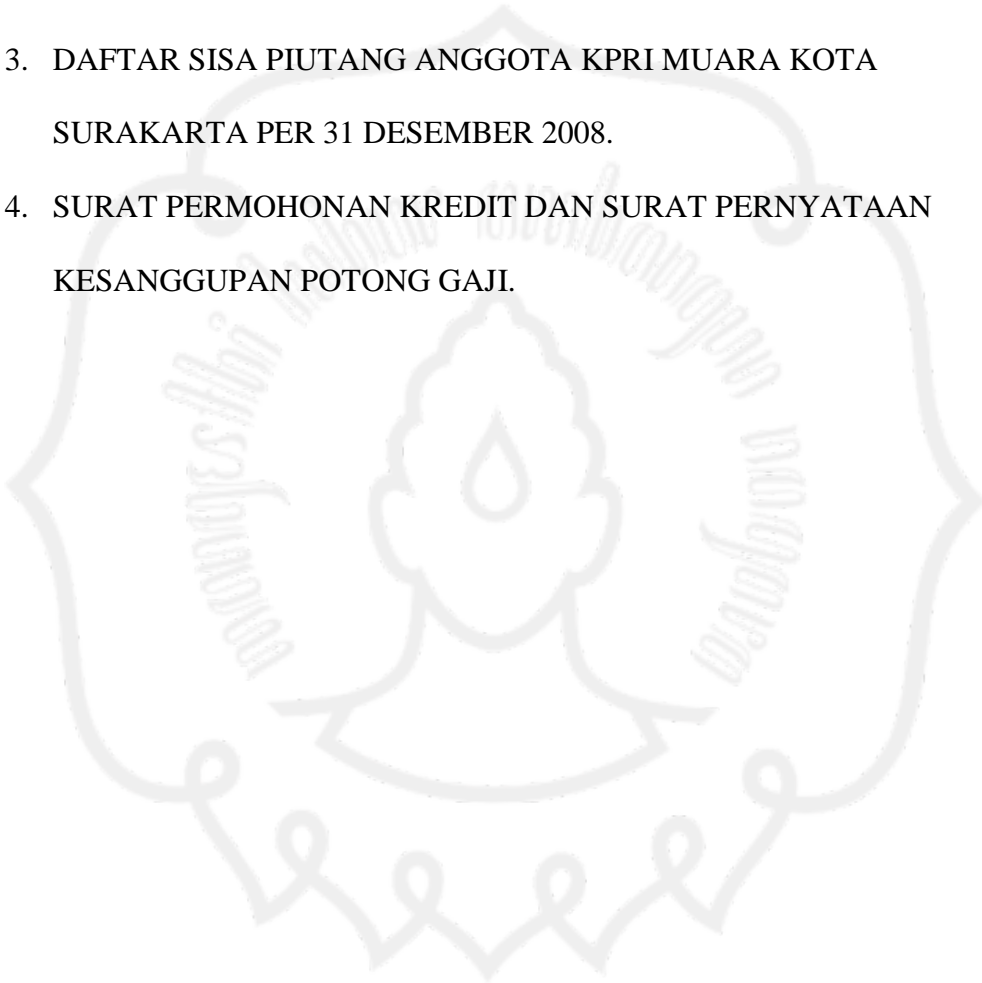 3. DAFTAR SISA PIUTANG ANGGOTA KPRI MUARA KOTA
SURAKARTA PER 31 DESEMBER 2008.
4. SURAT PERMOHONAN KREDIT DAN SURAT PERNYATAAN
KESANGGUPAN POTONG GAJI.